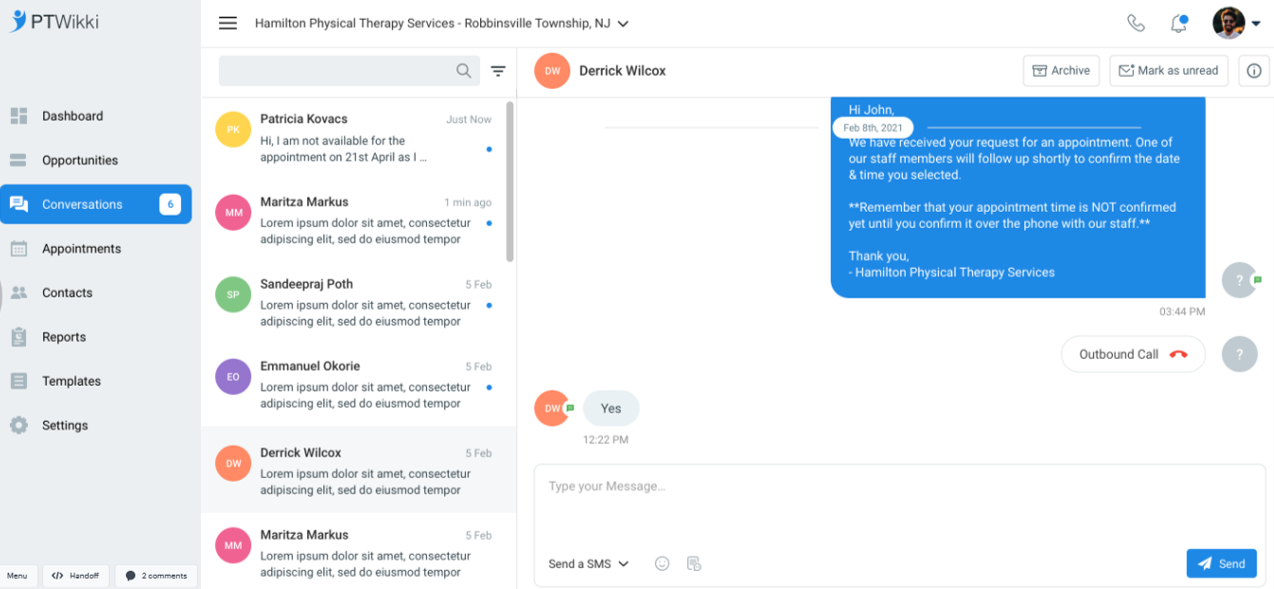 PTWikki
Hamilton Physical Therapy Services - Robbinsville Township, NJ
Dashboard
Opportunities
Conversations 6
Appointments
Contacts
Reports
Templates
Settings
Menu
Handoff
2 comments
PK
Patricia Kovacs Just Now
Hi, I am not available for the
appointment on 21st April as I ...
MM
Maritza Markus 1 min ago
Lorem ipsum dolor sit amet, consectetur
adipiscing elit, sed do eiusmod tempor
SP
Sandeepraj Poth 5 Feb
Lorem ipsum dolor sit amet, consectetur
adipiscing elit, sed do eiusmod tempor
EO
Emmanuel Okorie 5 Feb
Lorem ipsum dolor sit amet, consectetur
adipiscing elit, sed do eiusmod tempor
DW
Derrick Wilcox 5 Feb
Lorem ipsum dolor sit amet, consectetur
adipiscing elit, sed do eiusmod tempor
MM
Maritza Markus 5 Feb
Lorem ipsum dolor sit amet, consectetur
adipiscing elit, sed do eiusmod tempor
DW
Derrick Wilcox
Archive
Mark as unread
Hi John,
Feb 8th, 2021
We have received your request for an appointment. One of
our staff members will follow up shortly to confirm the date
& time you selected.
**Remember that your appointment time is NOT confirmed
yet until you confirm it over the phone with our staff.**
Thank you,
- Hamilton Physical Therapy Services
?
03:44 PM
Outbound Call
?
DW
Yes
12:22 PM
Type your Message...
Send a SMS
Send